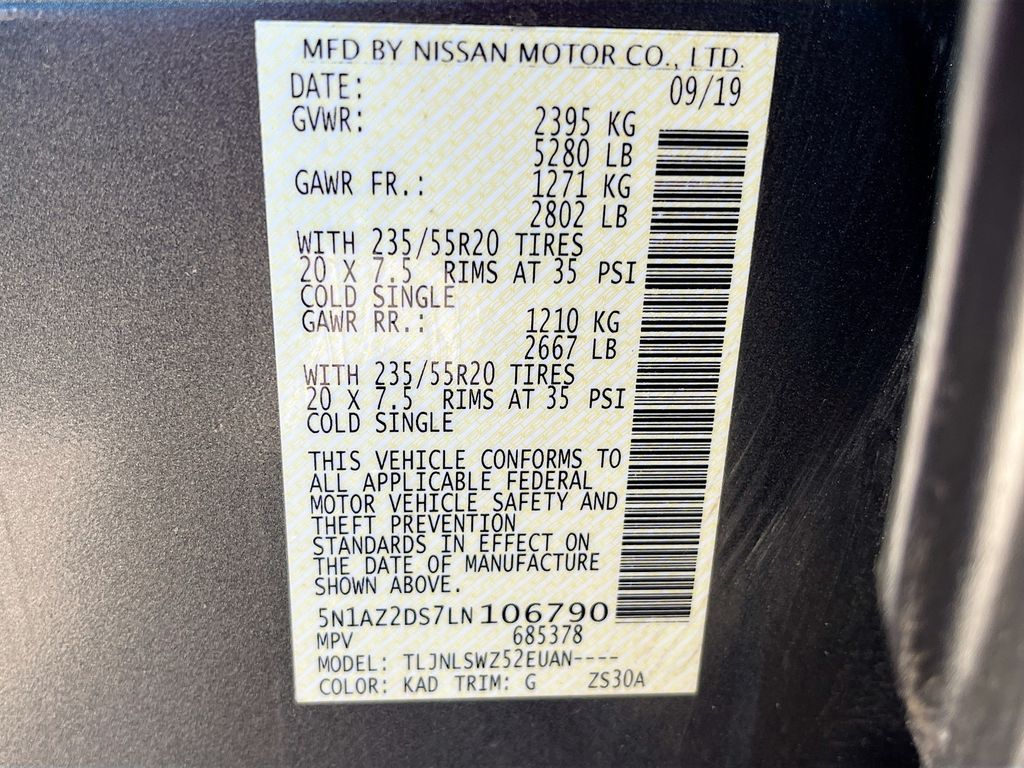 MFD BY NISSAN MOTOR CO., LTD.
DATE: 09/19
GVWR: 2395 KG
5280 LB
GAWR FR.: 1271 KG
2802 LB
WITH 235/55R20 TIRES
20 X 7.5 RIMS AT 35 PSI
COLD SINGLE
GAWR RR.: 1210 KG
2667 LB
WITH 235/55R20 TIRES
20 X 7.5 RIMS AT 35 PSI
COLD SINGLE
THIS VEHICLE CONFORMS TO
ALL APPLICABLE FEDERAL
MOTOR VEHICLE SAFETY AND
THEFT PREVENTION
STANDARDS IN EFFECT ON
THE DATE OF MANUFACTURE
SHOWN ABOVE.
5N1AZ2DS7LN106790
MPV 685378
MODEL: TLJNLSWZ52EUAN----
COLOR: KAD TRIM: G ZS30A